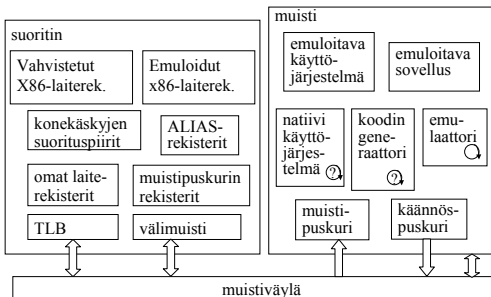 suoritin
Vahvistetut
X86-laiterek.
Emuloidut
x86-laiterek.
konekäskyjen
suorituspiirit
ALIAS-
rekisterit
omat laite-
rekisterit
muistipuskurin
rekisterit
TLB
välimuisti
muisti
emuloitava
käyttö-
järjestelmä
emuloitava
sovellus
natiivi
käyttö-
järjes-
telmä
?
koodin
gene-
raattori
?
emu-
laattori
muisti-
puskuri
käännös-
puskuri
muistiväylä